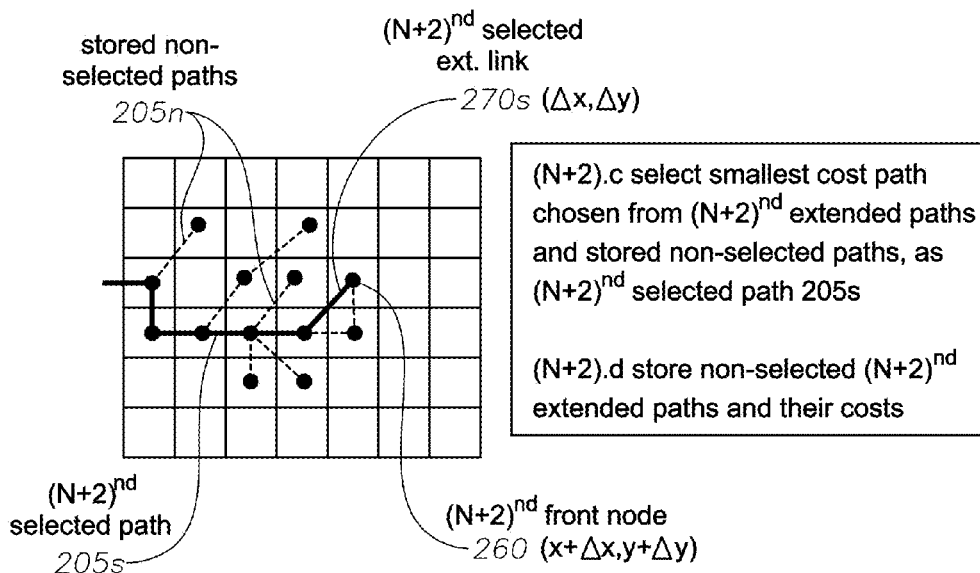 stored non-
selected paths
205n
(N+2)nd selected
ext. link
270s (Δx,Δy)
(N+2).c select smallest cost path
chosen from (N+2)nd extended paths
and stored non-selected paths, as
(N+2)nd selected path 205s
(N+2).d store non-selected (N+2)nd
extended paths and their costs
(N+2)nd
selected path
205s
(N+2)nd front node
260 (x+Δx,y+Δy)